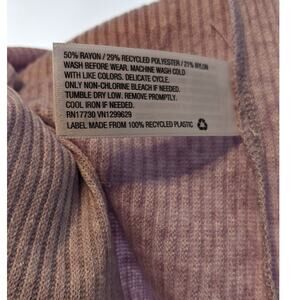 50% RAYON / 29% RECYCLED POLYESTER / 21% NYLON
WASH BEFORE WEAR. MACHINE WASH COLD
WITH LIKE COLORS. DELICATE CYCLE.
ONLY NON-CHLORINE BLEACH IF NEEDED.
TUMBLE DRY LOW. REMOVE PROMPTLY.
COOL IRON IF NEEDED.
RN17730 VN1299629
LABEL MADE FROM 100% RECYCLED PLASTIC